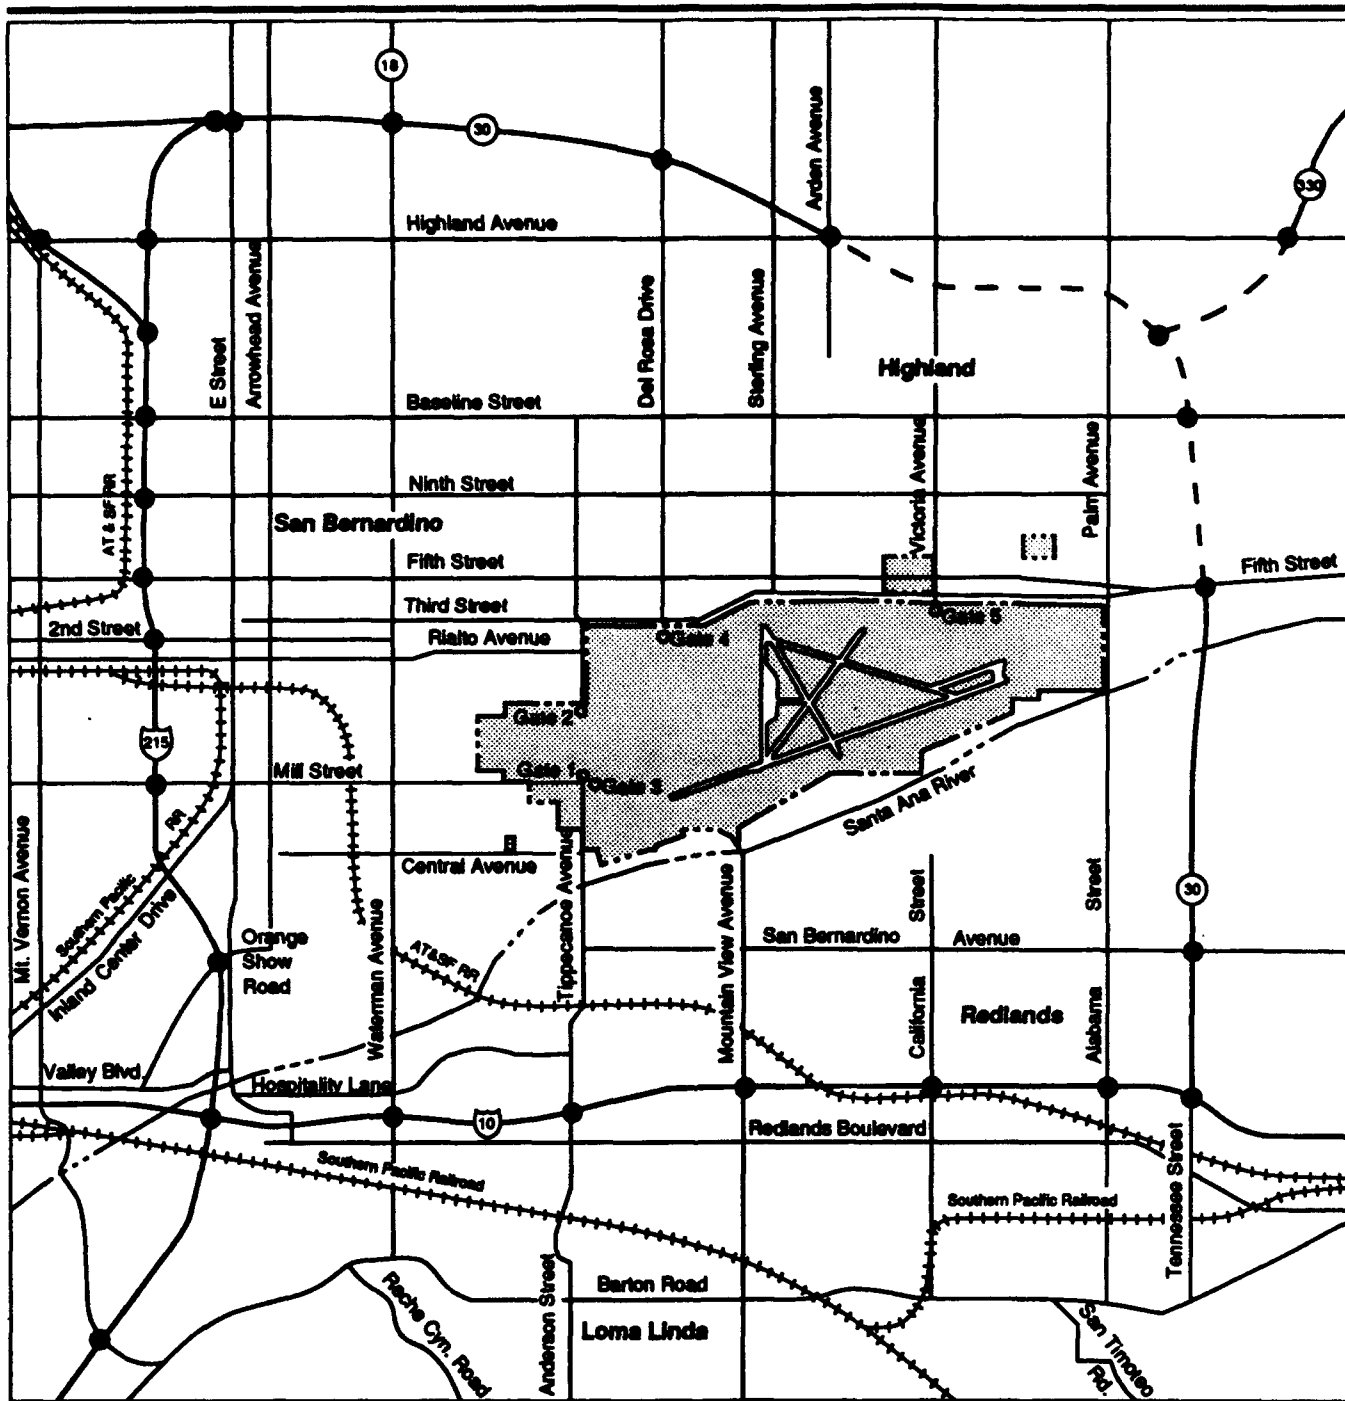 18
30
Arden Avenue
330
Highland Avenue
E Street
Arrowhead Avenue
Del Rosa Drive
Sterling Avenue
Highland
Baseline Street
AT & SF RR
Ninth Street
Victoria Avenue
Palm Avenue
San Bernardino
Fifth Street
Fifth Street
Third Street
2nd Street
Rialto Avenue
Gate 4
Gate 5
Gate 2
215
Mill Street
Gate 1
Gate 3
Santa Ana River
RR
Southern Pacific
Inland Center Drive
Mt. Vernon Avenue
Central Avenue
Waterman Avenue
Tippecanoe Avenue
Mountain View Avenue
California Street
Alabama Street
30
Orange
Show
Road
AT&SF RR
San Bernardino Avenue
Redlands
Valley Blvd.
Hospitality Lane
10
Redlands Boulevard
Southern Pacific Railroad
Southern Pacific Railroad
Tennessee Street
Anderson Street
Barton Road
Loma Linda
Reche Cyn. Road
San Timoteo
Rd.